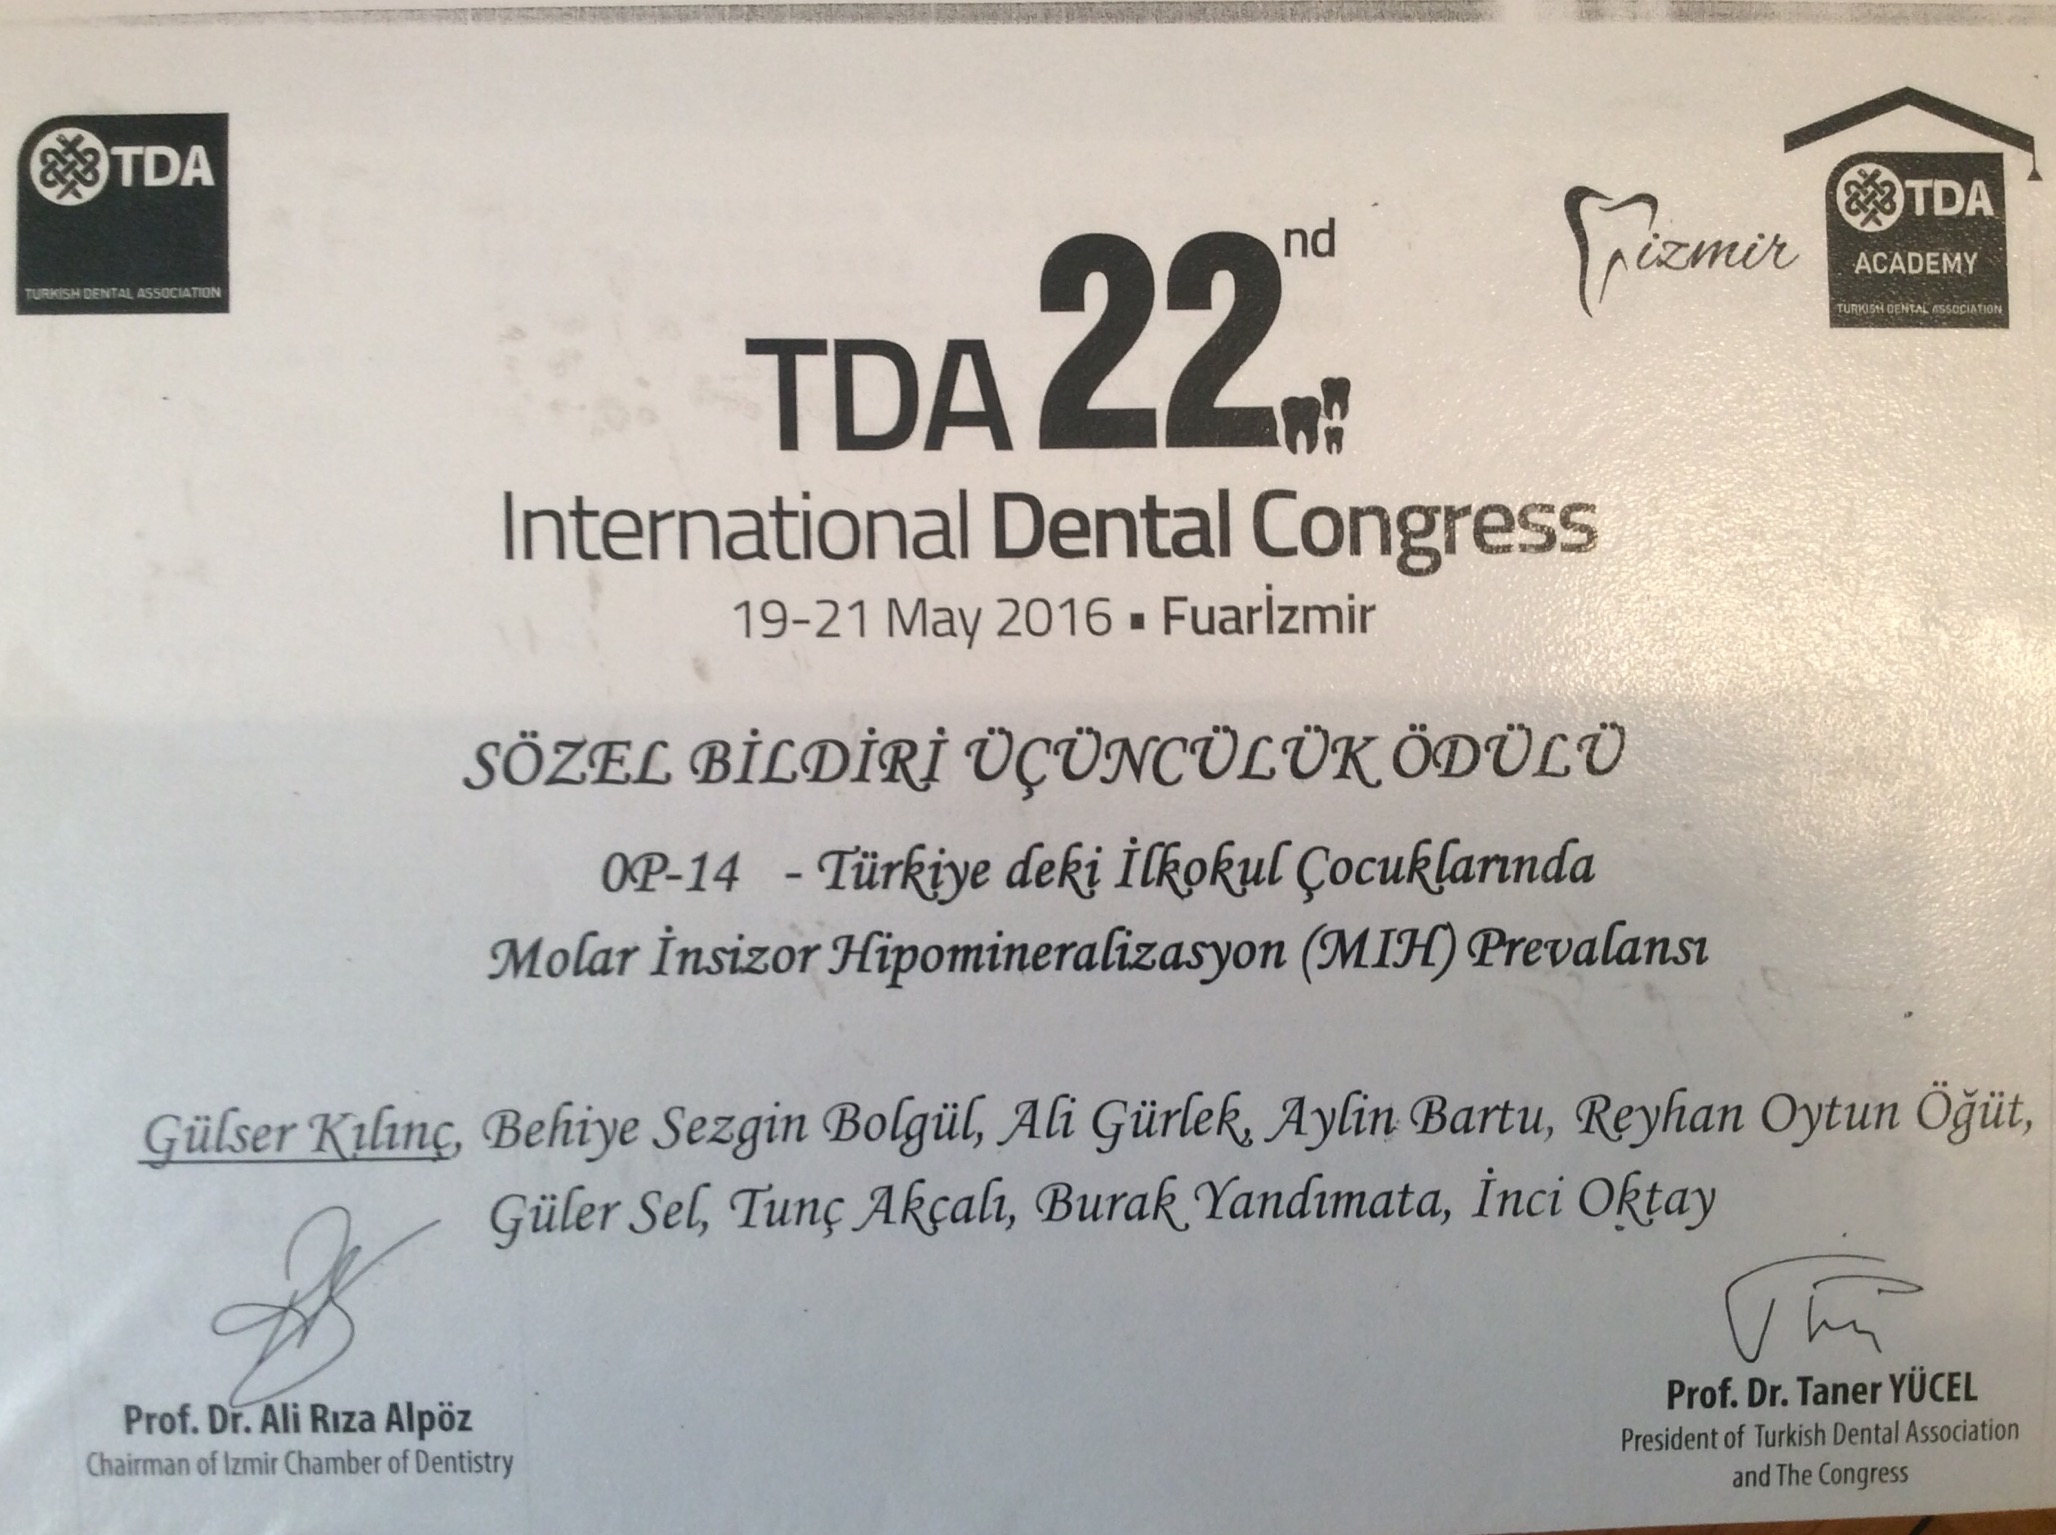 TDA
TURKISH DENTAL ASSOCIATION
izmir
TDA
ACADEMY
TURKISH DENTAL ASSOCIATION
TDA 22nd
International Dental Congress
19-21 May 2016 ▪ Fuarİzmir
SÖZEL BİLDİRİ ÜÇÜNCÜLÜK ÖDÜLÜ
OP-14 - Türkiye deki İlkokul Çocuklarında
Molar İnsizor Hipomineralizasyon (MIH) Prevalansı
Gülser Kılınç, Behiye Sezgin Bolgül, Ali Gürlek, Aylin Bartu, Reyhan Oytun Öğüt,
Güler Sel, Tunç Akçalı, Burak Yandımata, İnci Oktay
Prof. Dr. Ali Rıza Alpöz
Chairman of Izmir Chamber of Dentistry
Prof. Dr. Taner YÜCEL
President of Turkish Dental Association
and The Congress